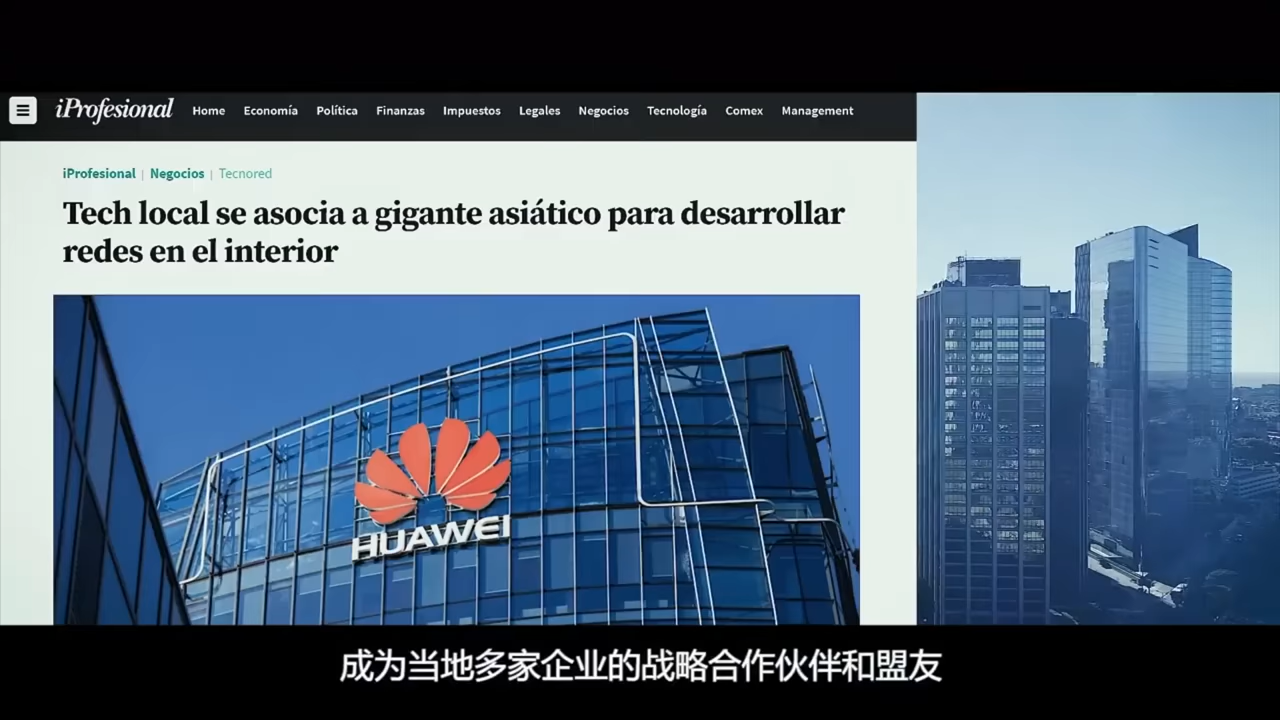 iProfesional Home Economía Política Finanzas Impuestos Legales Negocios Tecnología Comex Management
iProfesional | Negocios | Tecnored
Tech local se asocia a gigante asiático para desarrollar
redes en el interior
HUAWEI
成为当地多家企业的战略合作伙伴和盟友